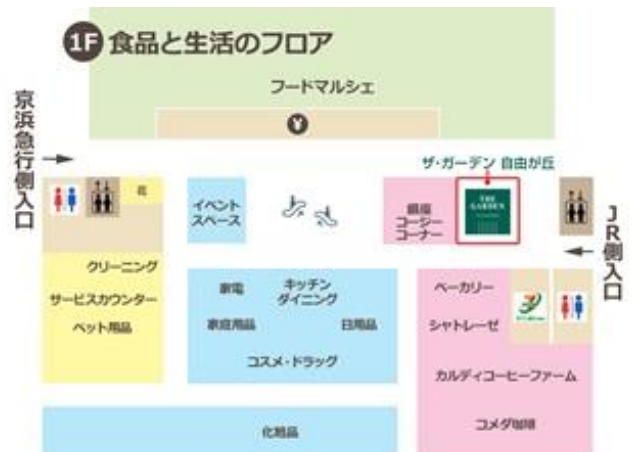 1F 食品と生活のフロア
フードマルシェ
¥
京浜急行側入口
ザ・ガーデン 自由が丘
花
イベント
スペース
銀座
コージー
コーナー
THE
GARDEN
JR側入口
クリーニング
サービスカウンター
ペット用品
家電
キッチン
ダイニング
家庭用品
日用品
コスメ・ドラッグ
ベーカリー
シャトレーゼ
カルディコーヒーファーム
コメダ珈琲
化粧品